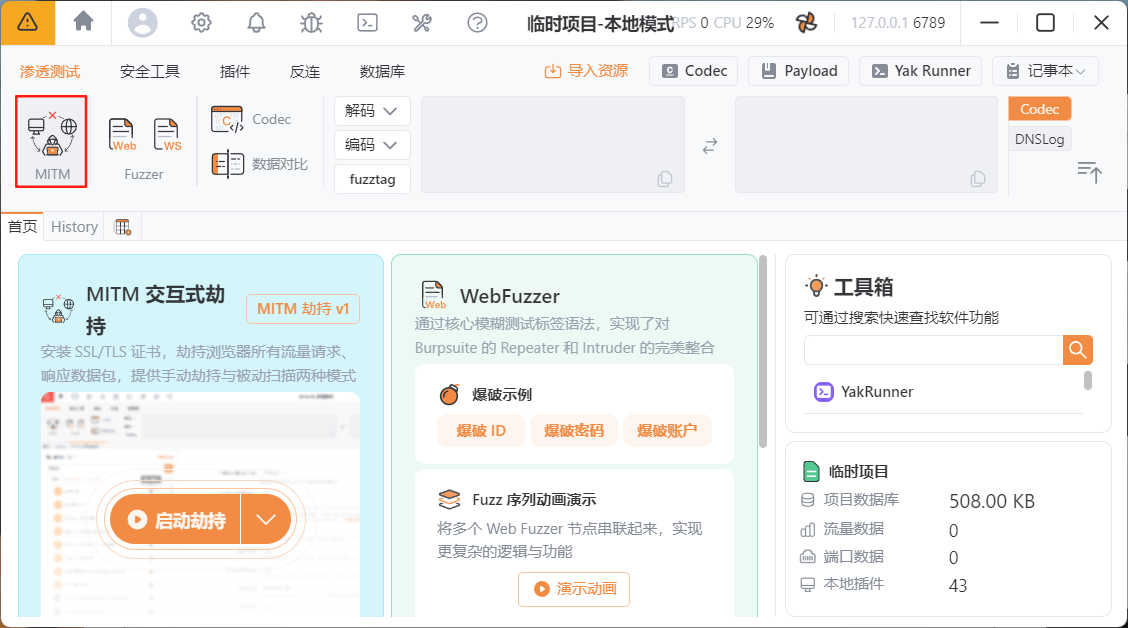 临时项目-本地模式 RPS 0 CPU 29% 127.0.0.1 6789
渗透测试 安全工具 插件 反连 数据库 导入资源 Codec Payload Yak Runner 记事本
MITM
Web
WS
Fuzzer
Codec
数据对比
解码
编码
fuzztag
Codec
DNSLog
首页 History
MITM 交互式劫
持
MITM 劫持 v1
安装 SSL/TLS 证书，劫持浏览器所有流量请求、
响应数据包，提供手动劫持与被动扫描两种模式
启动劫持
Web
WebFuzzer
通过核心模糊测试标签语法，实现了对
Burpsuite 的 Repeater 和 Intruder 的完美整合
爆破示例
爆破 ID 爆破密码 爆破账户
Fuzz 序列动画演示
将多个 Web Fuzzer 节点串联起来，实现
更复杂的逻辑与功能
演示动画
工具箱
可通过搜索快速查找软件功能
YakRunner
临时项目
项目数据库 508.00 KB
流量数据 0
端口数据 0
本地插件 43